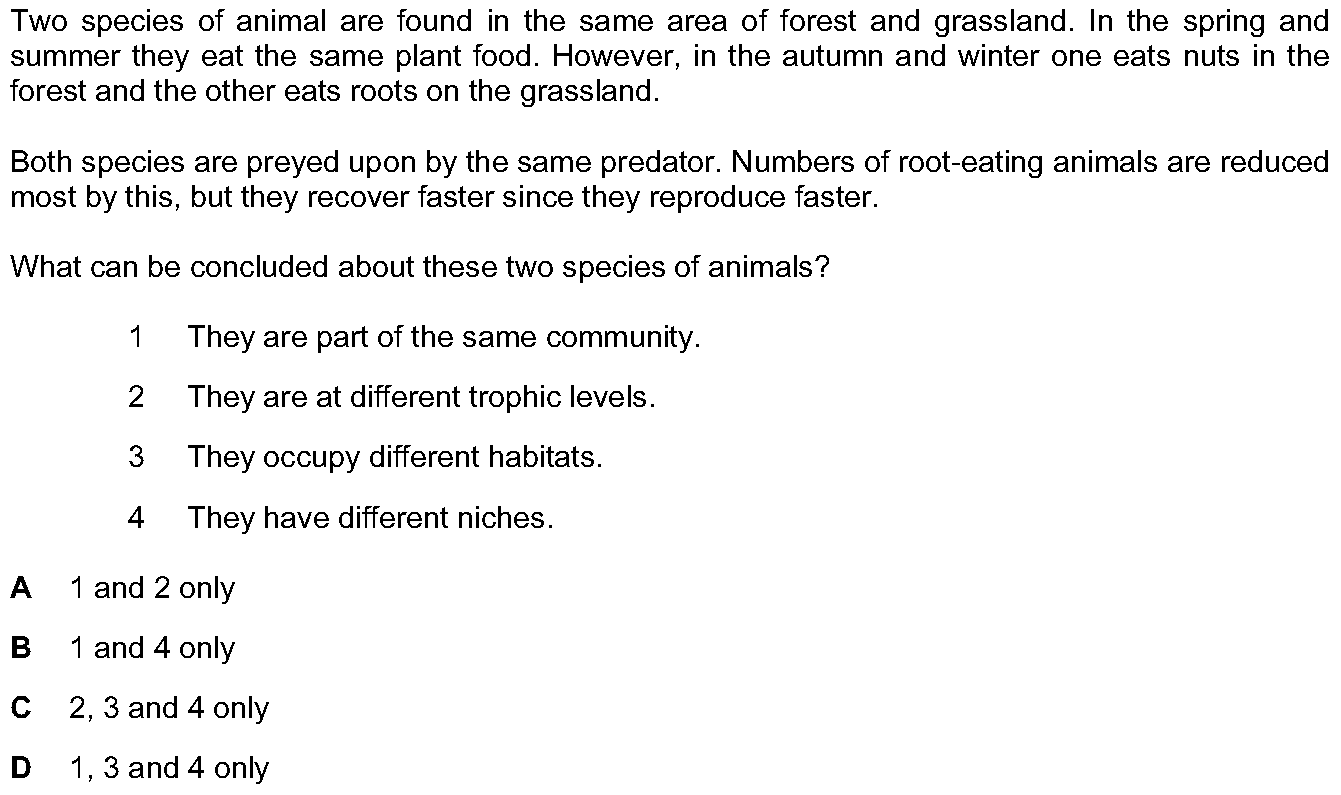 Two species of animal are found in the same area of forest and grassland. In the spring and
summer they eat the same plant food. However, in the autumn and winter one eats nuts in the
forest and the other eats roots on the grassland.
Both species are preyed upon by the same predator. Numbers of root-eating animals are reduced
most by this, but they recover faster since they reproduce faster.
What can be concluded about these two species of animals?
1 They are part of the same community.
2 They are at different trophic levels.
3 They occupy different habitats.
4 They have different niches.
A 1 and 2 only
B 1 and 4 only
C 2, 3 and 4 only
D 1, 3 and 4 only